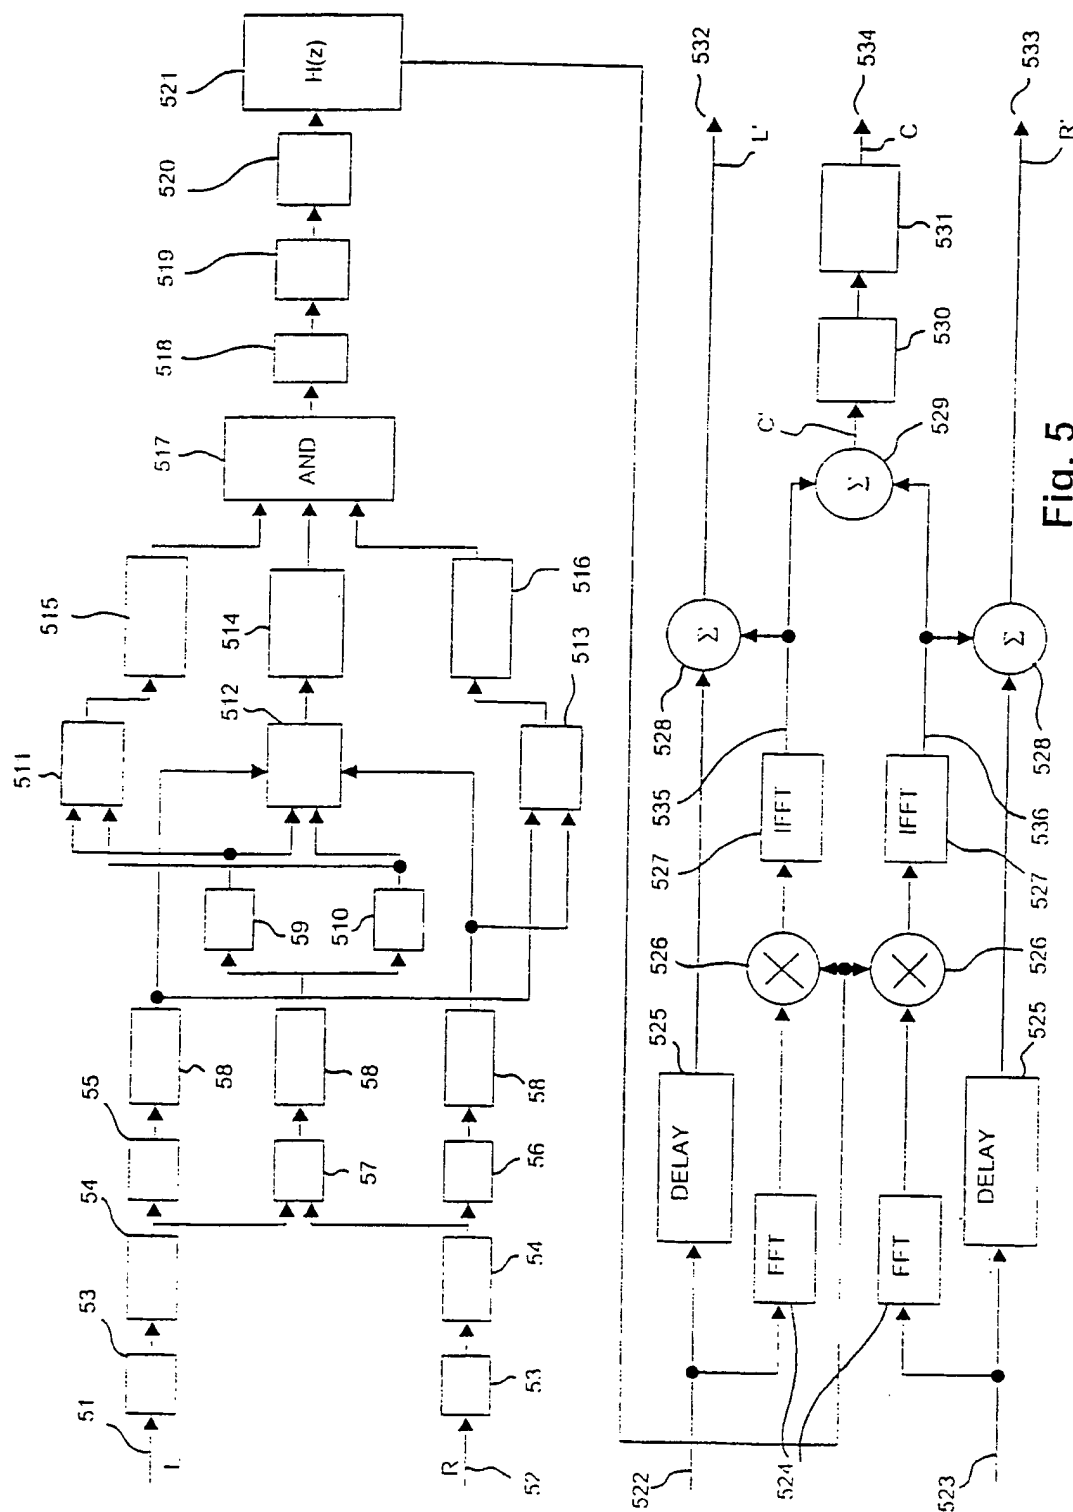 51
L
53
54
55
58
511
515
517
AND
518
519
520
521
H(z)
59
510
512
514
57
58
R
52
53
54
56
58
513
516
522
DELAY
525
528
Σ
532
L'
524
FFT
FFT
526
526
527
IFFT
535
527
IFFT
536
Σ
529
C'
530
531
C
534
523
DELAY
525
528
Σ
533
R'
Fig. 5